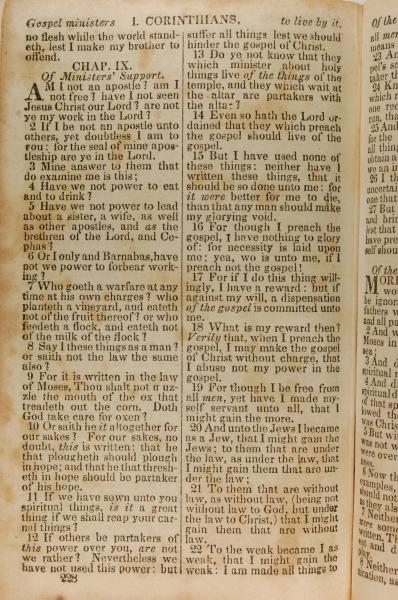 Gospel ministers I. CORINTHIANS. to live by it.
no flesh while the world stand-
eth, lest I make my brother to
offend.
CHAP. IX.
Of Ministers' Support.
AM I not an apostle? am I
not free? have I not seen
Jesus Christ our Lord? are not
ye my work in the Lord?
2 If I be not an apostle unto
others, yet doubtless I am to
you: for the seal of mine apos-
tleship are ye in the Lord.
3 Mine answer to them that
do examine me is this;
4 Have we not power to eat
and to drink?
5 Have we not power to lead
about a sister, a wife, as well
as other apostles, and as the
brethren of the Lord, and Ce-
phas?
6 Or I only and Barnabas, have
not we power to forbear work-
ing?
7 Who goeth a warfare at any
time at his own charges? who
planteth a vineyard, and eateth
not of the fruit thereof? or who
feedeth a flock, and eateth not
of the milk of the flock?
8 Say I these things as a man?
or saith not the law the same
also?
9 For it is written in the law
of Moses, Thou shalt not muz-
zle the mouth of the ox that
treadeth out the corn. Doth
God take care for oxen?
10 Or saith he it altogether for
our sakes? For our sakes, no
doubt, this is written: that he
that plougheth should plough
in hope; and that he that thresh-
eth in hope should be partaker
of his hope.
11 If we have sown unto you
spiritual things, is it a great
thing if we shall reap your car-
nal things?
12 If others be partakers of
this power over you, are not
we rather? Nevertheless we
have not used this power: but
228
suffer all things lest we should
hinder the gospel of Christ.
13 Do ye not know that they
which minister about holy
things live of the things of the
temple, and they which wait at
the altar are partakers with
the altar?
14 Even so hath the Lord or-
dained that they which preach
the gospel should live of the
gospel.
15 But I have used none of
these things: neither have I
written these things, that it
should be so done unto me: for
it were better for me to die,
than that any man should make
my glorying void.
16 For though I preach the
gospel, I have nothing to glory
of: for necessity is laid upon
me; yea, wo is unto me, if I
preach not the gospel!
17 For if I do this thing will-
ingly, I have a reward: but if
against my will, a dispensation
of the gospel is committed unto
me.
18 What is my reward then?
Verily that, when I preach the
gospel, I may make the gospel
of Christ without charge, that
I abuse not my power in the
gospel.
19 For though I be free from
all men, yet have I made my-
self servant unto all, that I
might gain the more.
20 And unto the Jews I became
as a Jew, that I might gain the
Jews; to them that are under
the law, as under the law, that
I might gain them that are un-
der the law;
21 To them that are without
law, as without law, (being not
without law to God, but under
the law to Christ,) that I might
gain them that are without
law.
22 To the weak became I as
weak, that I might gain the
weak: I am made all things to